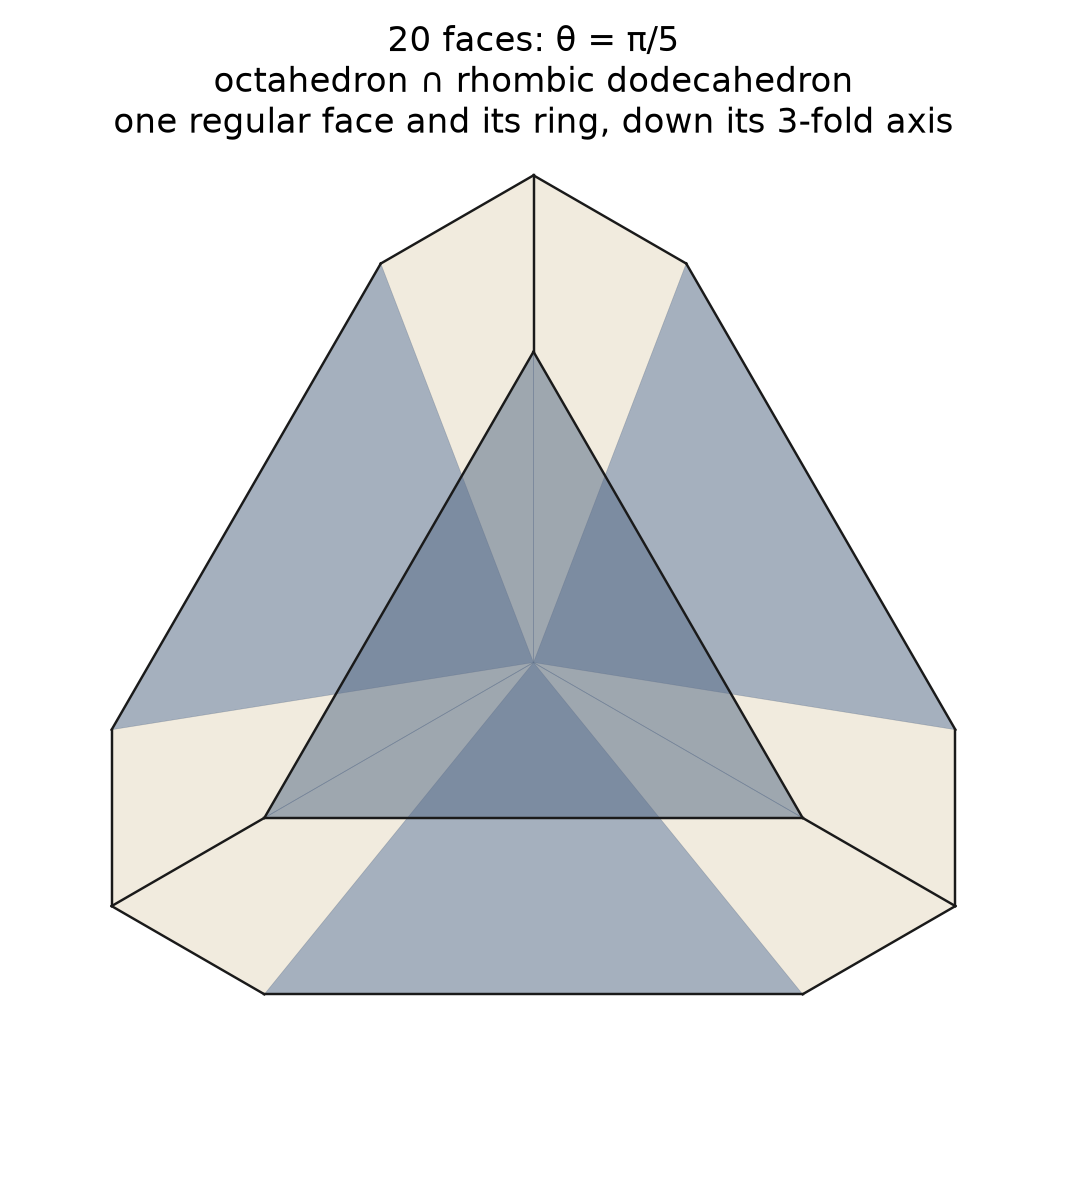 20 faces: θ = π/5
octahedron ∩ rhombic dodecahedron
one regular face and its ring, down its 3-fold axis